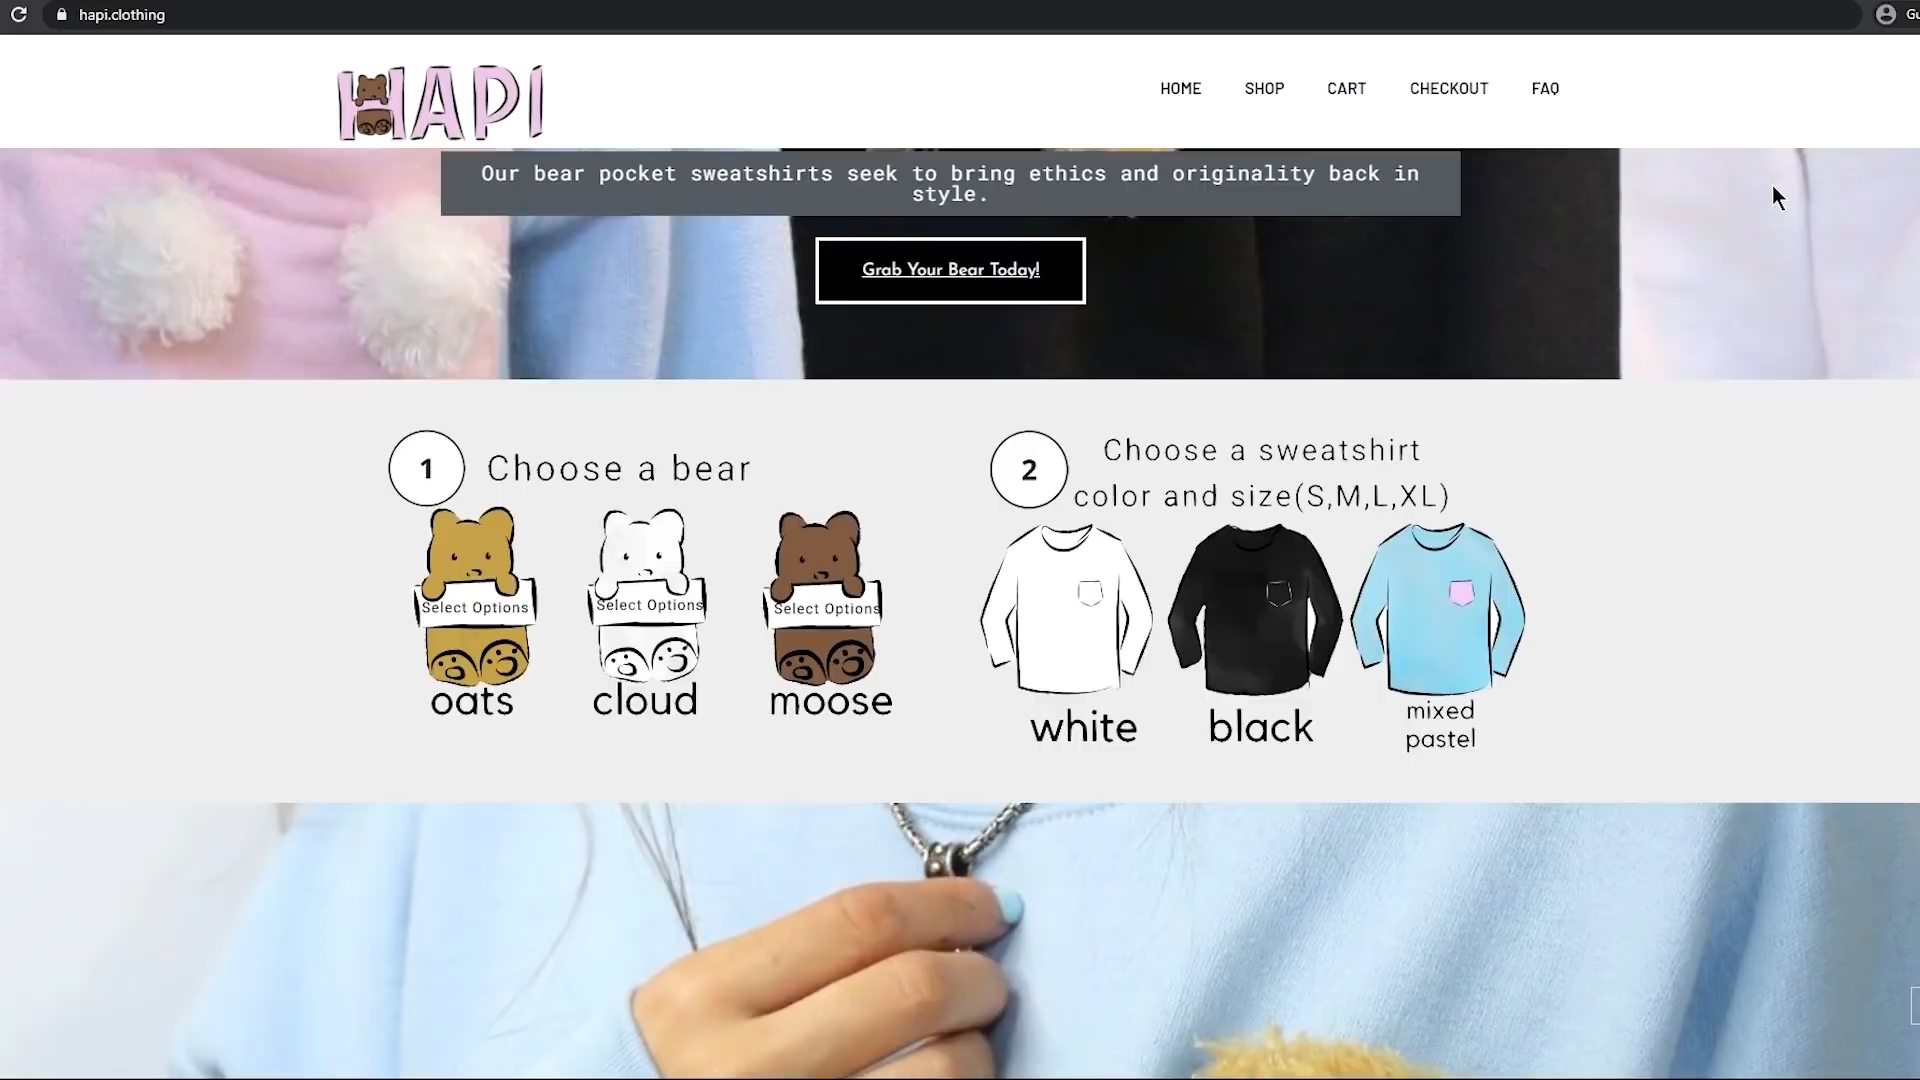 hapi.clothing
Gu
HAPI
HOME SHOP CART CHECKOUT FAQ
Our bear pocket sweatshirts seek to bring ethics and originality back in
style.
Grab Your Bear Today!
1 Choose a bear
Select Options
Select Options
Select Options
oats
cloud
moose
2 Choose a sweatshirt
color and size(S,M,L,XL)
white
black
mixed
pastel